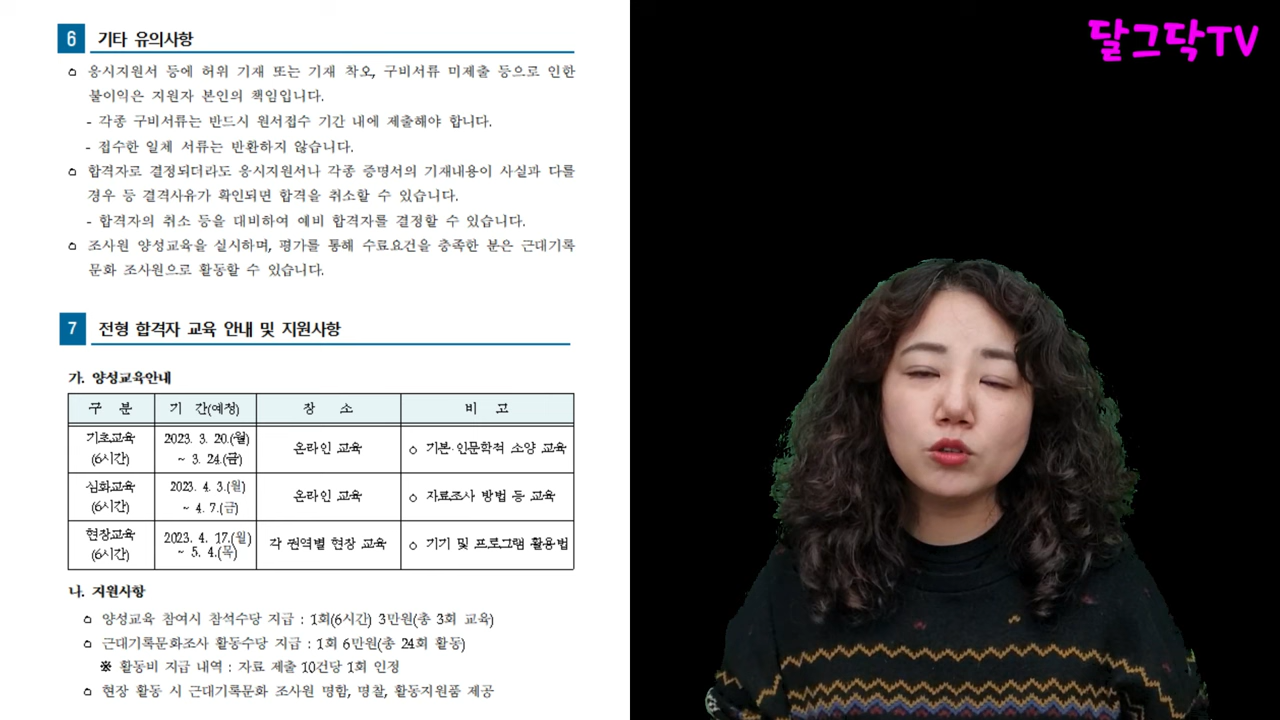 달그닥TV
6 기타 유의사항
○ 응시지원서 등에 허위 기재 또는 기재 착오, 구비서류 미제출 등으로 인한
불이익은 지원자 본인의 책임입니다.
- 각종 구비서류는 반드시 원서접수 기간 내에 제출해야 합니다.
- 접수한 일체 서류는 반환하지 않습니다.
○ 합격자로 결정되더라도 응시지원서나 각종 증명서의 기재내용이 사실과 다를
경우 등 결격사유가 확인되면 합격을 취소할 수 있습니다.
- 합격자의 취소 등을 대비하여 예비 합격자를 결정할 수 있습니다.
○ 조사원 양성교육을 실시하며, 평가를 통해 수료요건을 충족한 분은 근대기록
문화 조사원으로 활동할 수 있습니다.
7 전형 합격자 교육 안내 및 지원사항
가. 양성교육안내
구 분 기 간(예정) 장 소 비 고
기초교육 (6시간) 2023. 3. 20.(월) ~ 3. 24.(금) 온라인 교육 ○ 기본·인문학적 소양 교육
심화교육 (6시간) 2023. 4. 3.(월) ~ 4. 7.(금) 온라인 교육 ○ 자료조사 방법 등 교육
현장교육 (6시간) 2023. 4. 17.(월) ~ 5. 4.(목) 각 권역별 현장 교육 ○ 기기 및 프로그램 활용법
나. 지원사항
○ 양성교육 참여시 참석수당 지급 : 1회(6시간) 3만원(총 3회 교육)
○ 근대기록문화조사 활동수당 지급 : 1회 6만원(총 24회 활동)
※ 활동비 지급 내역 : 자료 제출 10건당 1회 인정
○ 현장 활동 시 근대기록문화 조사원 명함, 명찰, 활동지원품 제공